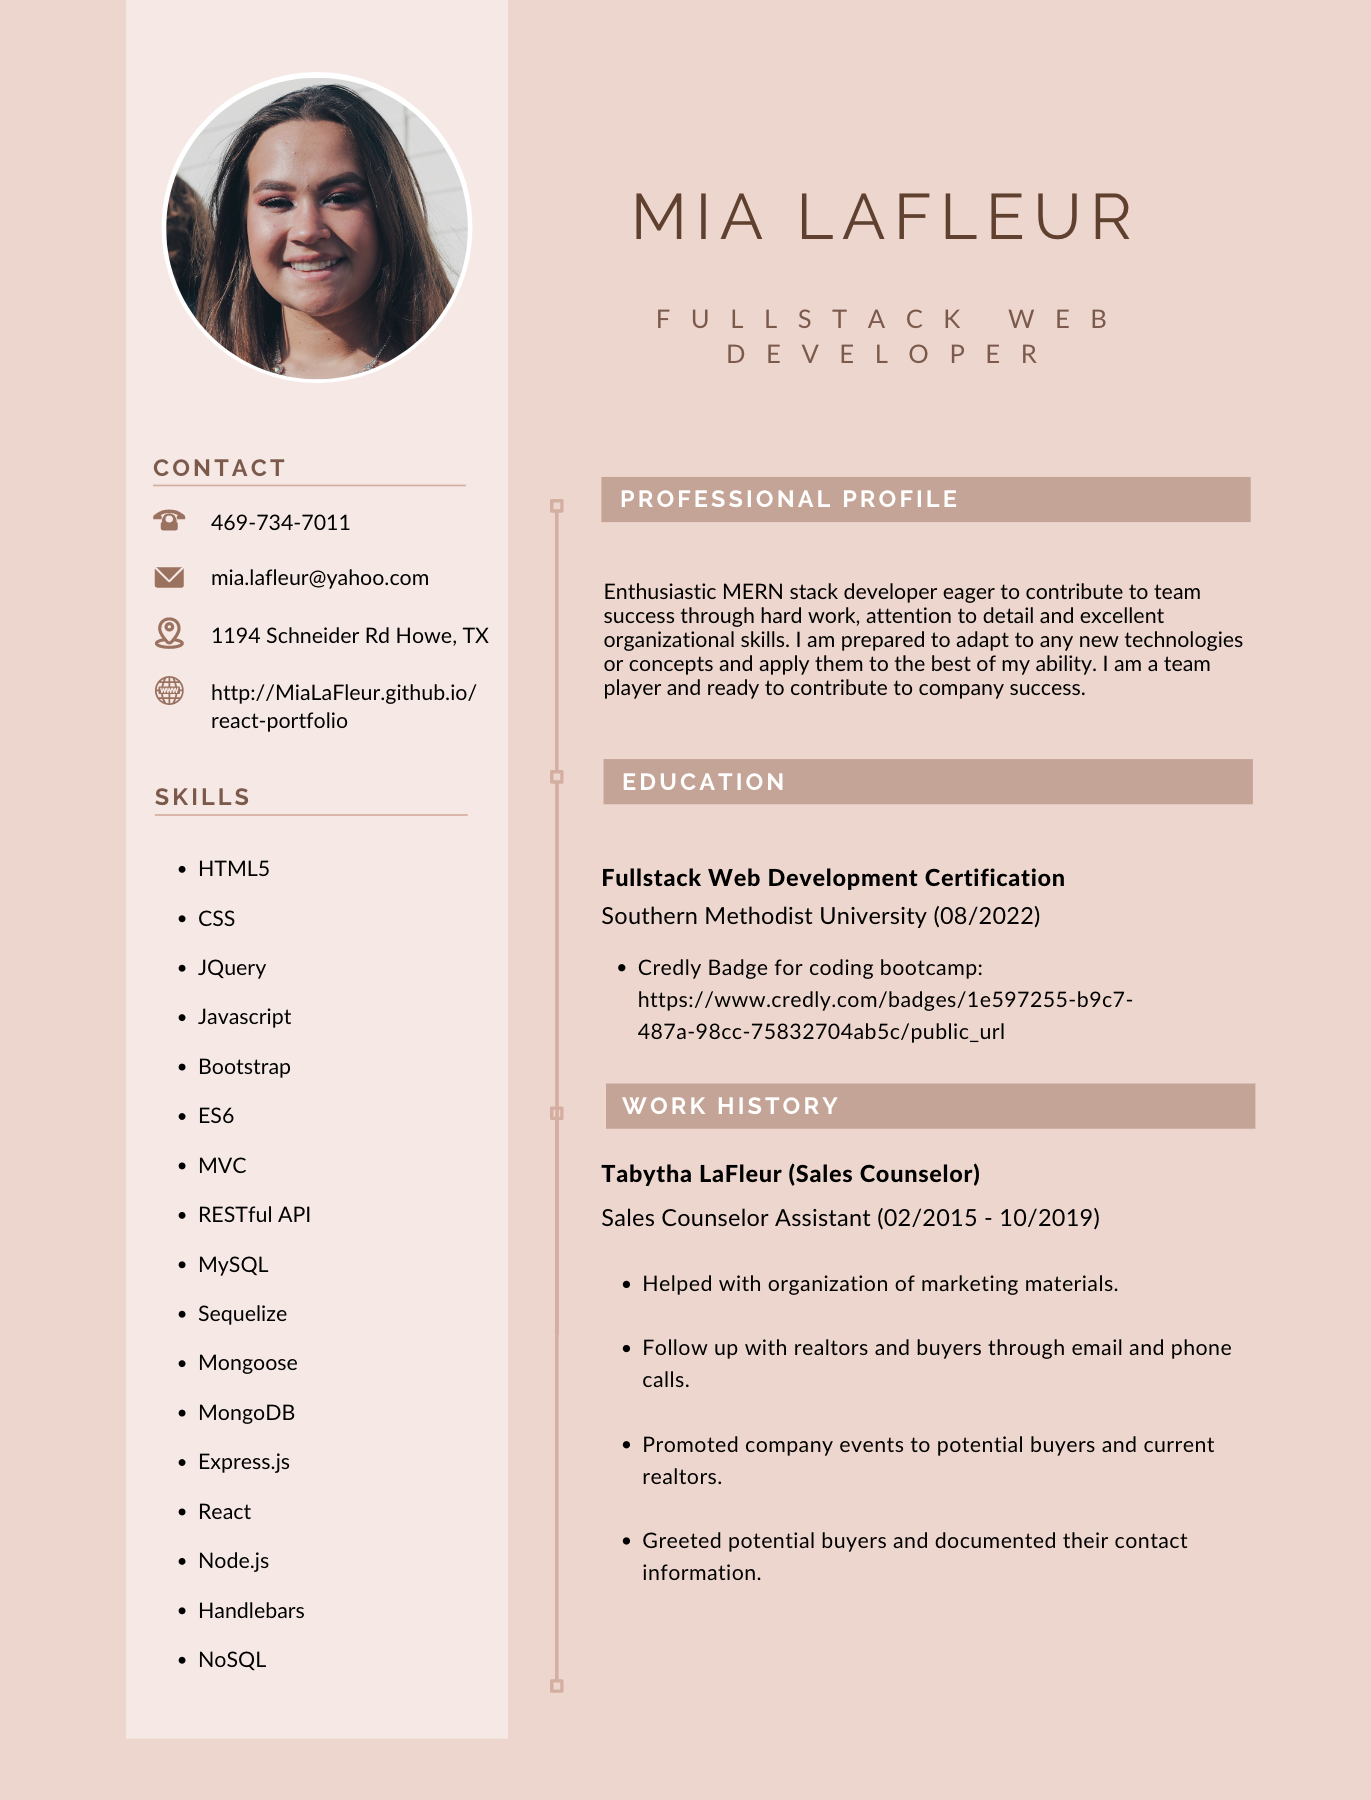 MIA LAFLEUR
FULLSTACK WEB
DEVELOPER
CONTACT
469-734-7011
mia.lafleur@yahoo.com
1194 Schneider Rd Howe, TX
http://MiaLaFleur.github.io/
react-portfolio
SKILLS
• HTML5
• CSS
• JQuery
• Javascript
• Bootstrap
• ES6
• MVC
• RESTful API
• MySQL
• Sequelize
• Mongoose
• MongoDB
• Express.js
• React
• Node.js
• Handlebars
• NoSQL
PROFESSIONAL PROFILE
Enthusiastic MERN stack developer eager to contribute to team
success through hard work, attention to detail and excellent
organizational skills. I am prepared to adapt to any new technologies
or concepts and apply them to the best of my ability. I am a team
player and ready to contribute to company success.
EDUCATION
Fullstack Web Development Certification
Southern Methodist University (08/2022)
• Credly Badge for coding bootcamp:
https://www.credly.com/badges/1e597255-b9c7-
487a-98cc-75832704ab5c/public_url
WORK HISTORY
Tabytha LaFleur (Sales Counselor)
Sales Counselor Assistant (02/2015 - 10/2019)
• Helped with organization of marketing materials.
• Follow up with realtors and buyers through email and phone
calls.
• Promoted company events to potential buyers and current
realtors.
• Greeted potential buyers and documented their contact
information.